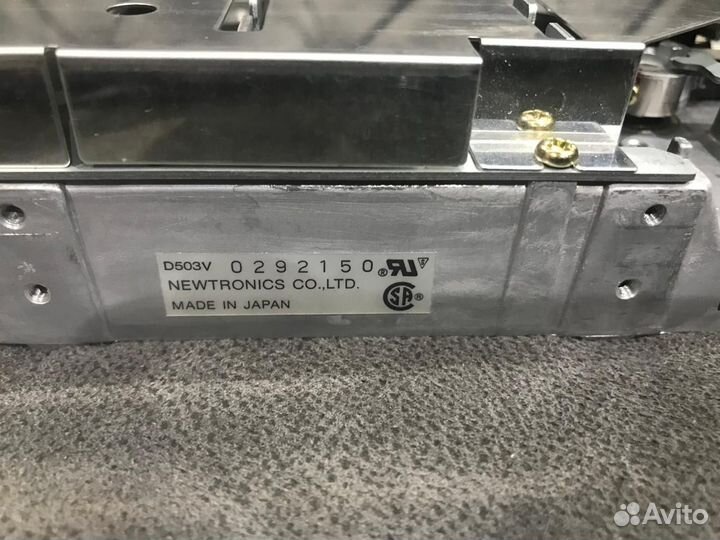 D503V 0292150
NEWTRONICS CO.,LTD.
MADE IN JAPAN
Avito